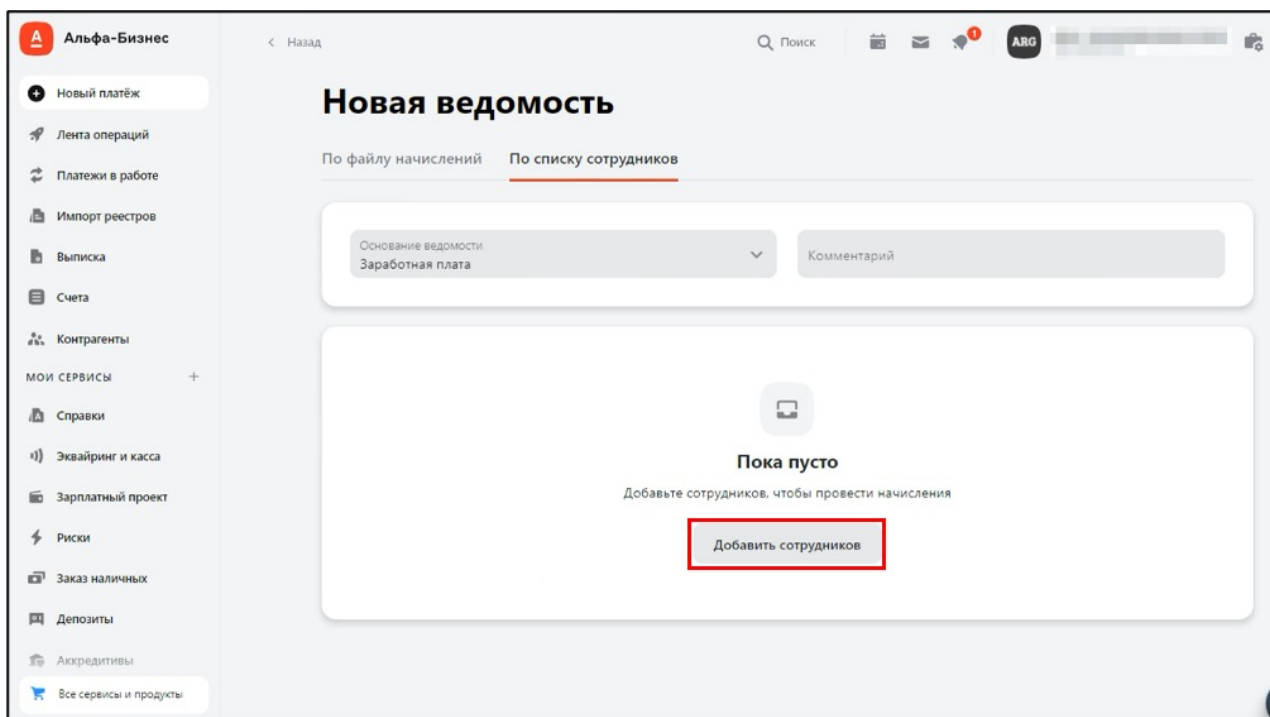 Альфа-Бизнес
Назад
Поиск
1
ARG
Новый платёж
Лента операций
Платежи в работе
Импорт реестров
Выписка
Счета
Контрагенты
МОИ СЕРВИСЫ
Справки
Эквайринг и касса
Зарплатный проект
Риски
Заказ наличных
Депозиты
Аккредитивы
Все сервисы и продукты
Новая ведомость
По файлу начислений По списку сотрудников
Основание ведомости
Заработная плата
Комментарий
Пока пусто
Добавьте сотрудников, чтобы провести начисления
Добавить сотрудников